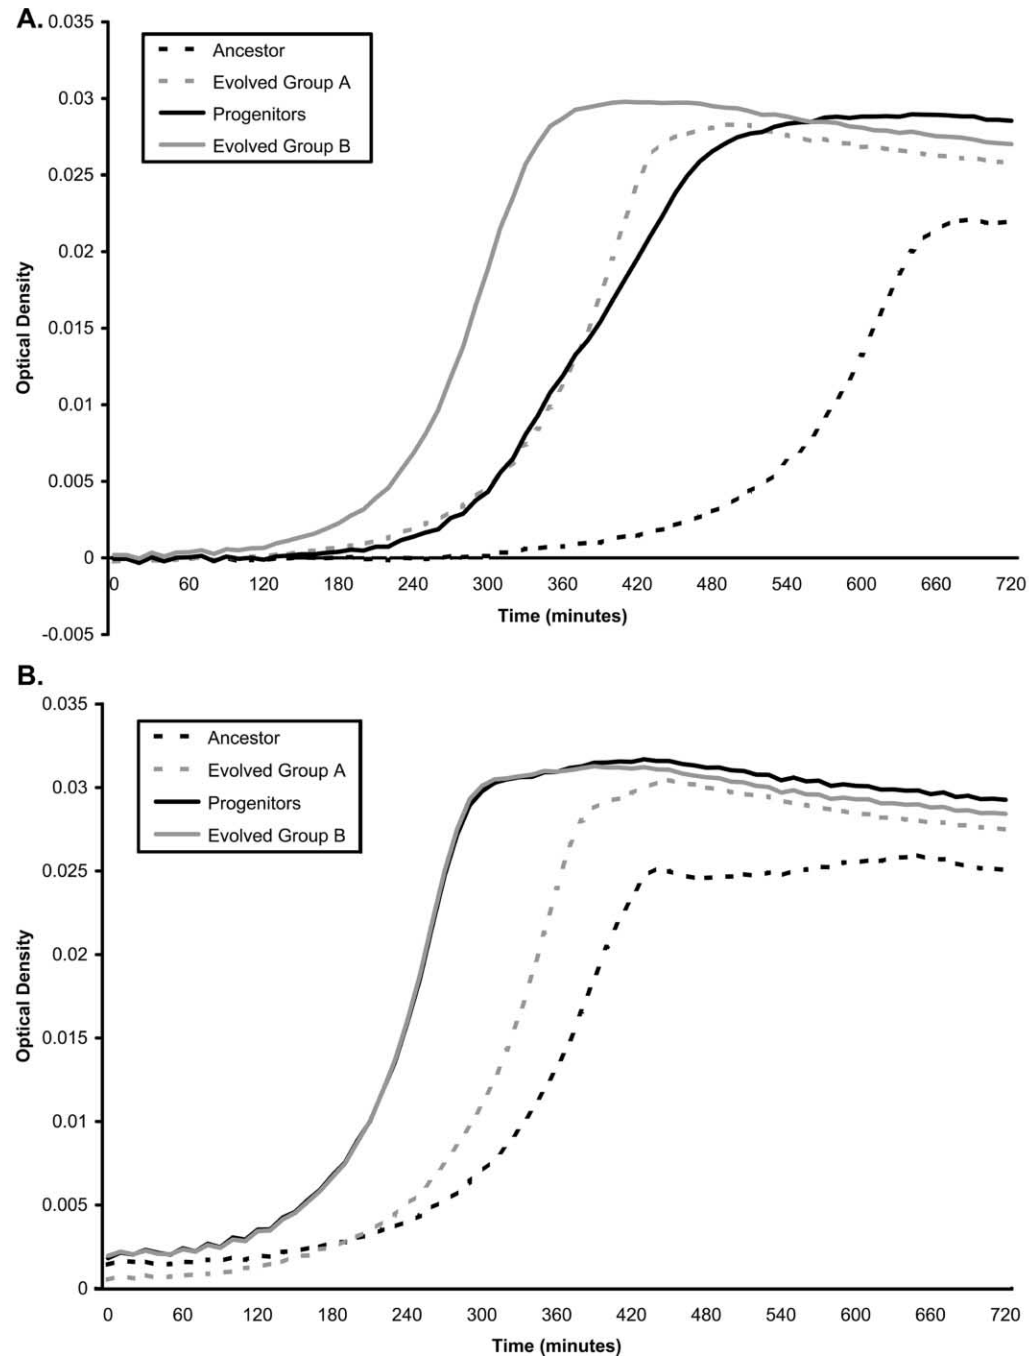 A.
0.035
0.03
0.025
0.02
0.015
0.01
0.005
0
-0.005
Optical Density
Ancestor
Evolved Group A
Progenitors
Evolved Group B
0 60 120 180 240 300 360 420 480 540 600 660 720
Time (minutes)
B.
0.035
0.03
0.025
0.02
0.015
0.01
0.005
0
Optical Density
Ancestor
Evolved Group A
Progenitors
Evolved Group B
0 60 120 180 240 300 360 420 480 540 600 660 720
Time (minutes)